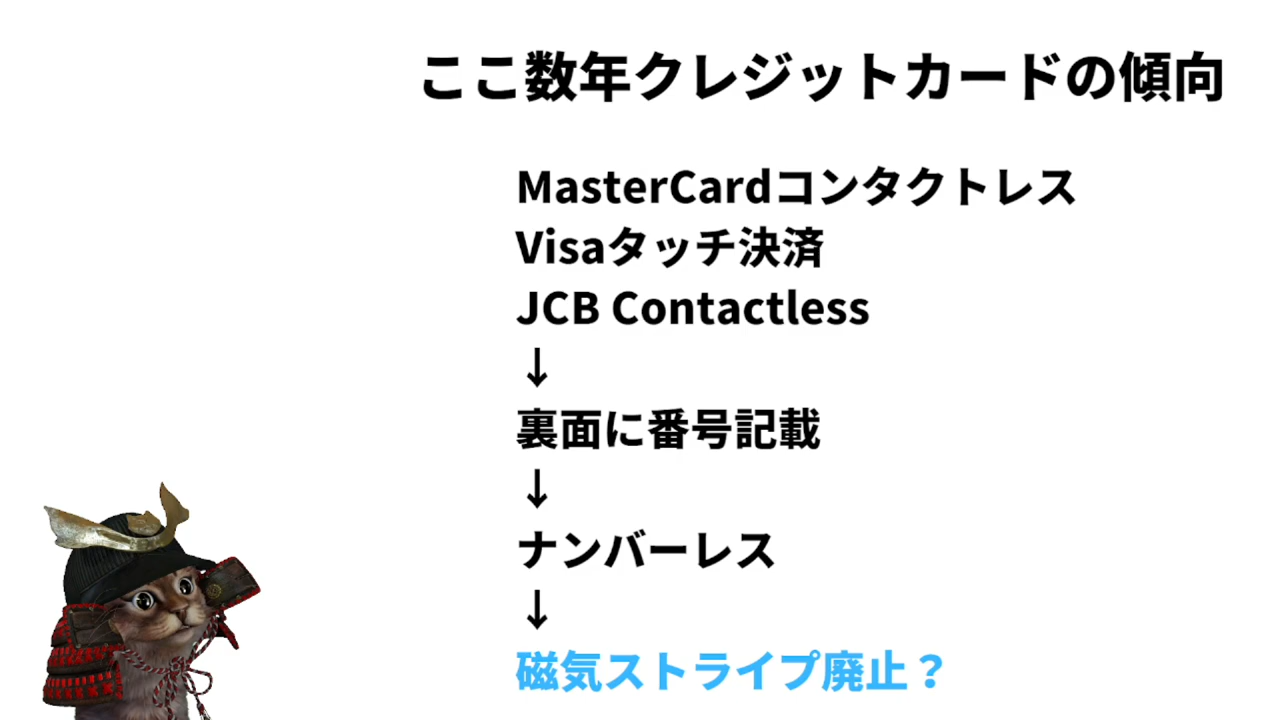 ここ数年クレジットカードの傾向
MasterCardコンタクトレス
Visaタッチ決済
JCB Contactless
↓
裏面に番号記載
↓
ナンバーレス
↓
磁気ストライプ廃止？